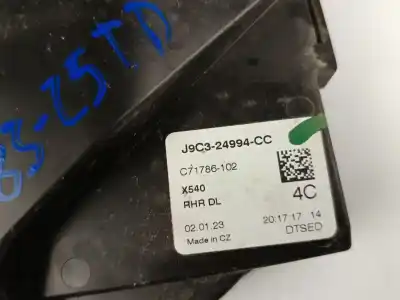 83-25TD
J9C3-24994-CC
C71786-102
X540
RHR DL
4C
02.01.23
20:17:17 14
Made in CZ
DTSED